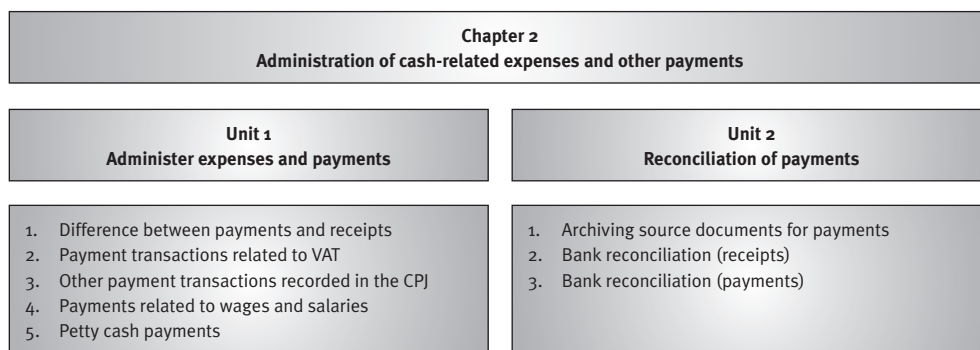 Chapter 2
Administration of cash-related expenses and other payments
Unit 1
Administer expenses and payments
Unit 2
Reconciliation of payments
1. Difference between payments and receipts
2. Payment transactions related to VAT
3. Other payment transactions recorded in the CPJ
4. Payments related to wages and salaries
5. Petty cash payments
1. Archiving source documents for payments
2. Bank reconciliation (receipts)
3. Bank reconciliation (payments)